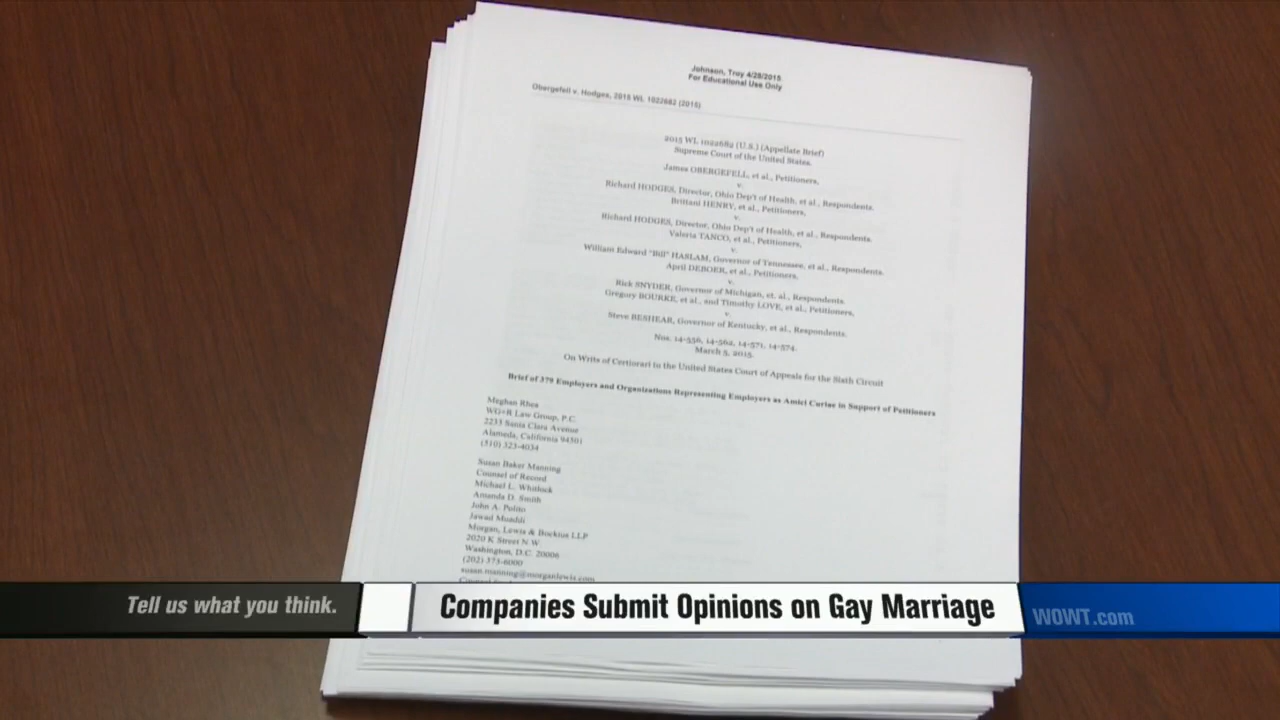 Johnson, Troy 4/28/2015
For Educational Use Only
Obergefell v. Hodges, 2015 WL 1022682 (2015)
2015 WL 1022682 (U.S.) (Appellate Brief)
Supreme Court of the United States.
James OBERGEFELL, et al., Petitioners,
v.
Richard HODGES, Director, Ohio Dep't of Health, et al., Respondents.
Brittani HENRY, et al., Petitioners,
v.
Richard HODGES, Director, Ohio Dep't of Health, et al., Respondents.
Valeria TANCO, et al., Petitioners,
v.
William Edward "Bill" HASLAM, Governor of Tennessee, et al., Respondents.
April DEBOER, et al., Petitioners,
v.
Rick SNYDER, Governor of Michigan, et. al., Respondents.
Gregory BOURKE, et al., and Timothy LOVE, et al., Petitioners,
v.
Steve BESHEAR, Governor of Kentucky, et al., Respondents.
Nos. 14-556, 14-562, 14-571, 14-574.
March 5, 2015.
On Writs of Certiorari to the United States Court of Appeals for the Sixth Circuit
Brief of 379 Employers and Organizations Representing Employers as Amici Curiae in Support of Petitioners
Meghan Rhea
WG+R Law Group, P.C.
2233 Santa Clara Avenue
Alameda, California 94501
(510) 323-4034
Susan Baker Manning
Counsel of Record
Michael L. Whitlock
Amanda D. Smith
John A. Polito
Jawad Muaddi
Morgan, Lewis & Bockius LLP
2020 K Street N.W.
Washington, D.C. 20006
(202) 373-6000
susan.manning@morganlewis.com
Tell us what you think.
Companies Submit Opinions on Gay Marriage
WOWT.com